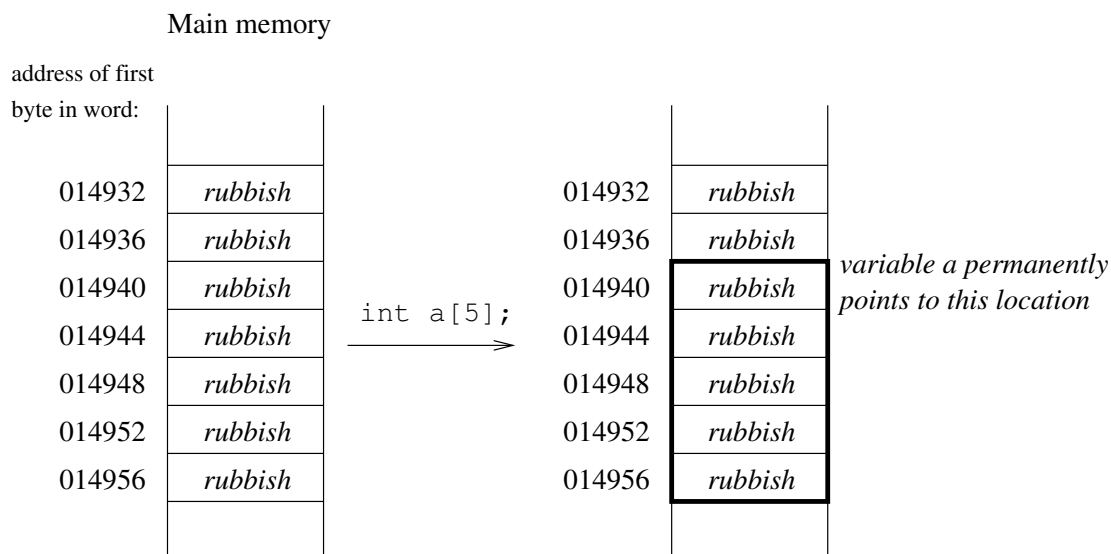 Main memory
address of first
byte in word:
014932 rubbish 014932 rubbish
014936 rubbish 014936 rubbish
variable a permanently
014940 rubbish 014940 rubbish
points to this location
int a[5];
014944 rubbish 014944 rubbish
014948 rubbish 014948 rubbish
014952 rubbish 014952 rubbish
014956 rubbish 014956 rubbish